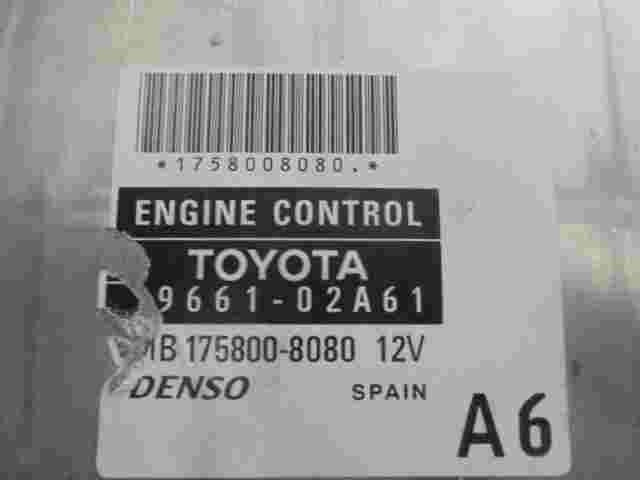 *1758008080.*
ENGINE CONTROL
TOYOTA
9661-02A61
MB 175800-8080 12V
DENSO SPAIN
A6